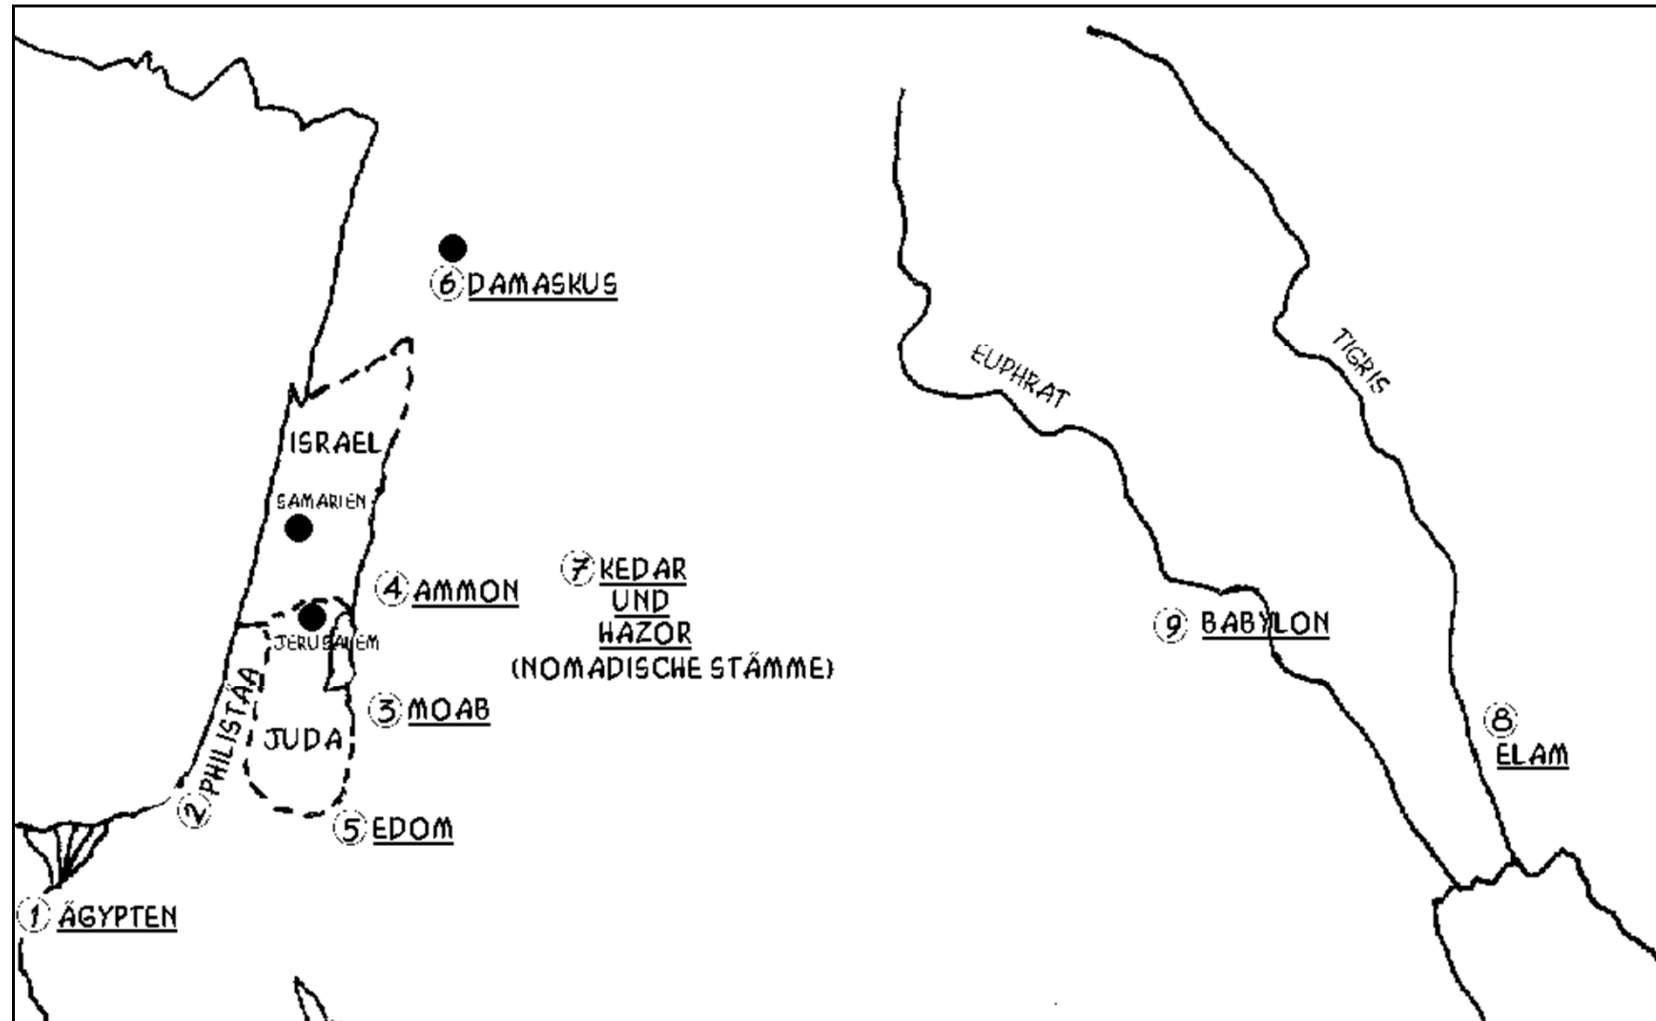 6 DAMASKUS
EUPHRAT
TIGRIS
ISRAEL
SAMARIEN
4 AMMON
7 KEDAR
UND
HAZOR
(NOMADISCHE STÄMME)
9 BABYLON
JERUSALEM
2 PHILISTÄA
3 MOAB
JUDA
8
ELAM
5 EDOM
1 ÄGYPTEN